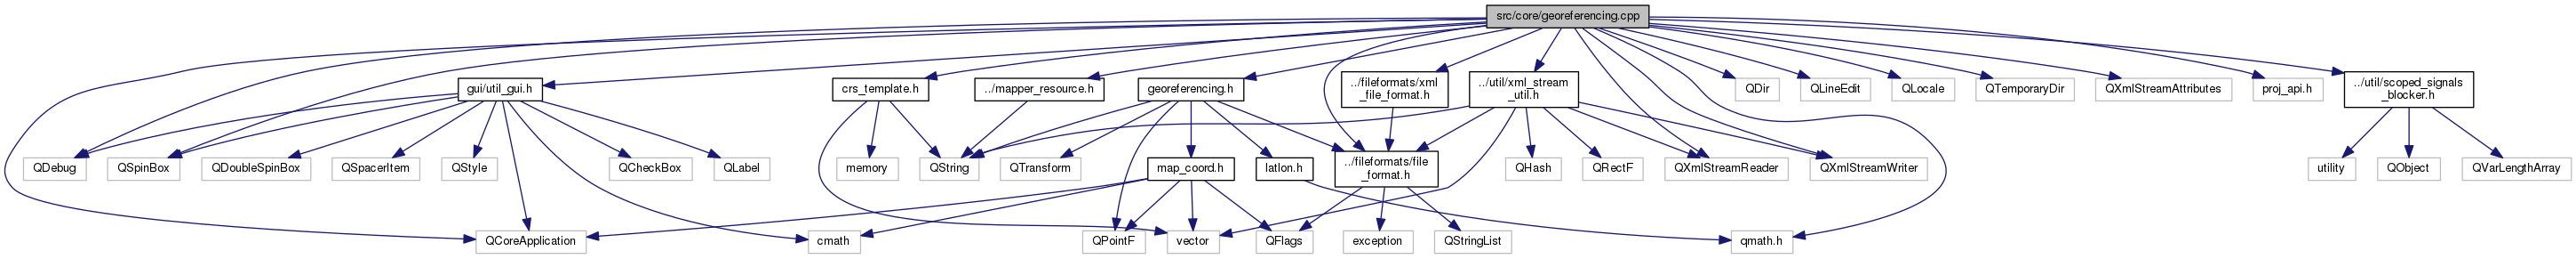 src/core/georeferencing.cpp
gui/util_gui.h
crs_template.h
../mapper_resource.h
georeferencing.h
../fileformats/xml
_file_format.h
../util/xml_stream
_util.h
QDir
QLineEdit
QLocale
QTemporaryDir
QXmlStreamAttributes
proj_api.h
../util/scoped_signals
_blocker.h
QDebug
QSpinBox
QDoubleSpinBox
QSpacerItem
QStyle
QCheckBox
QLabel
memory
QString
QTransform
map_coord.h
latlon.h
../fileformats/file
_format.h
QHash
QRectF
QXmlStreamReader
QXmlStreamWriter
utility
QObject
QVarLengthArray
QCoreApplication
cmath
QPointF
vector
QFlags
exception
QStringList
qmath.h